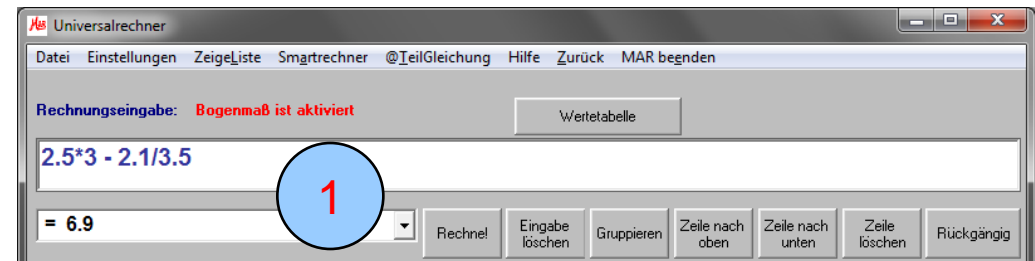 Universalrechner
Datei Einstellungen ZeigeListe Smartrechner @TeilGleichung Hilfe Zurück MAR beenden
Rechnungseingabe: Bogenmaß ist aktiviert
Wertetabelle
2.5*3 - 2.1/3.5
1
= 6.9
Rechne!
Eingabe
löschen
Gruppieren
Zeile nach
oben
Zeile nach
unten
Zeile
löschen
Rückgängig